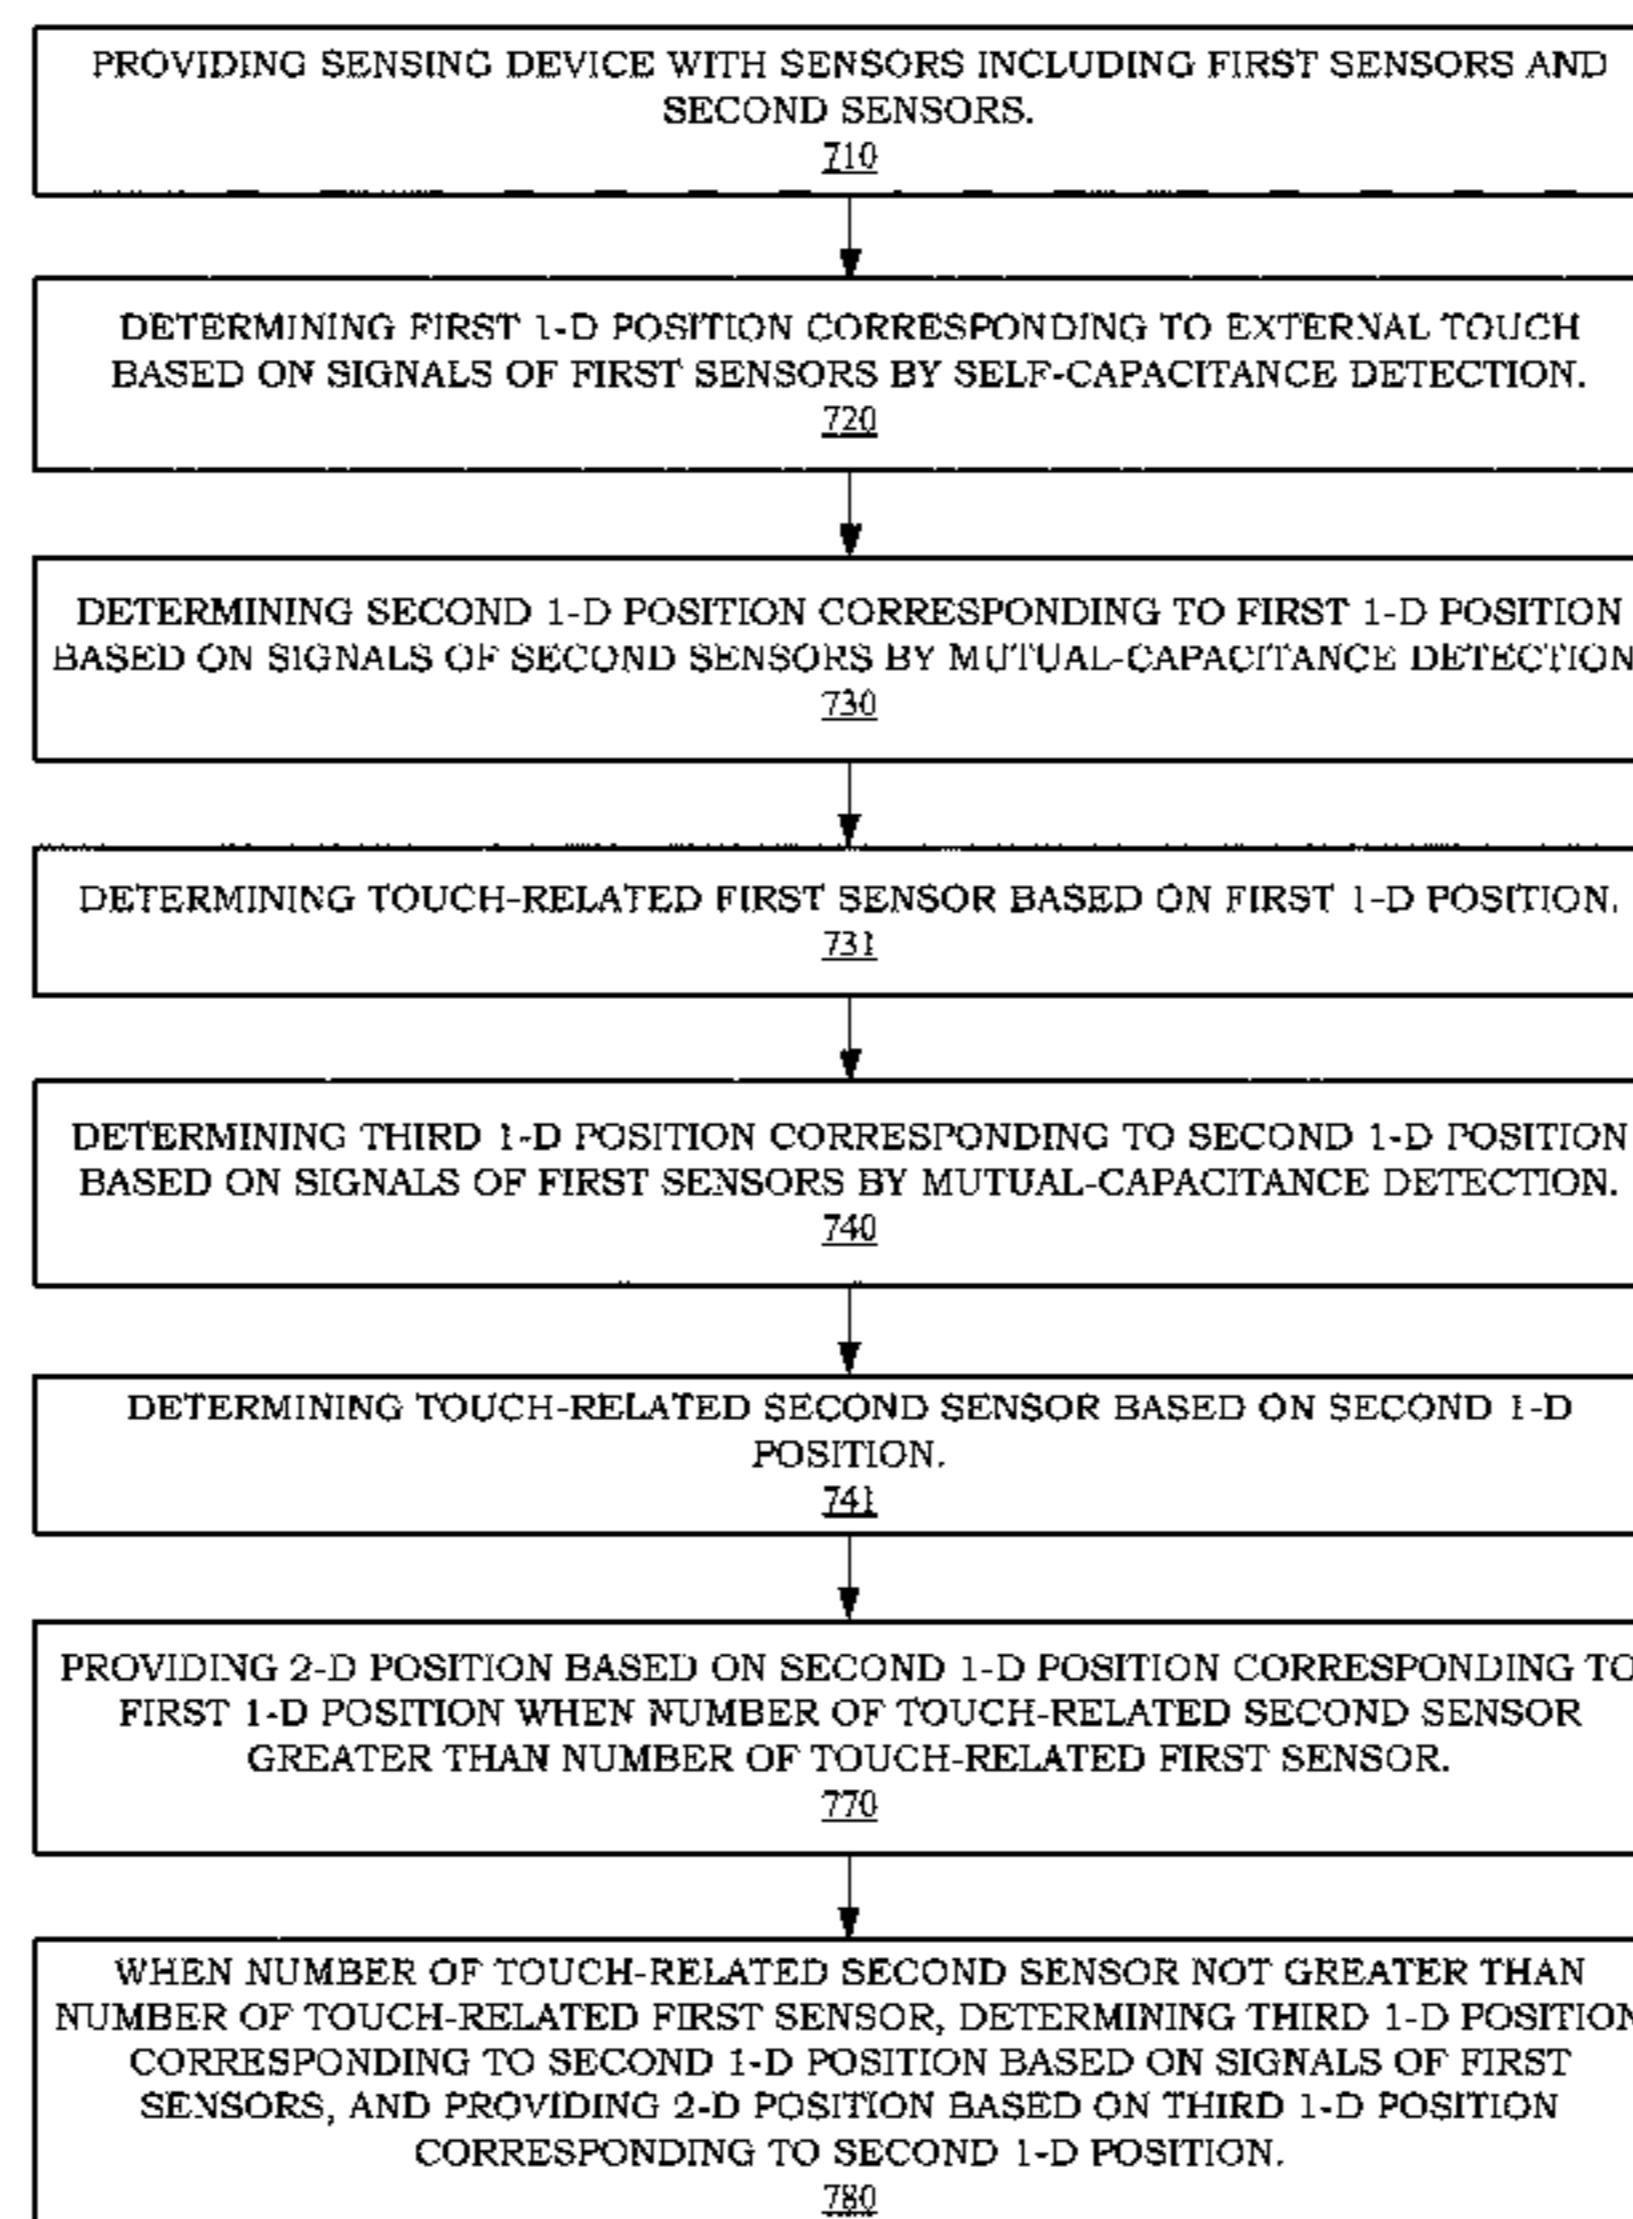 PROVIDING SENSING DEVICE WITH SENSORS INCLUDING FIRST SENSORS AND
SECOND SENSORS.
710
DETERMINING FIRST 1-D POSITION CORRESPONDING TO EXTERNAL TOUCH
BASED ON SIGNALS OF FIRST SENSORS BY SELF-CAPACITANCE DETECTION.
720
DETERMINING SECOND 1-D POSITION CORRESPONDING TO FIRST 1-D POSITION
BASED ON SIGNALS OF SECOND SENSORS BY MUTUAL-CAPACITANCE DETECTION
730
DETERMINING TOUCH-RELATED FIRST SENSOR BASED ON FIRST 1-D POSITION.
731
DETERMINING THIRD 1-D POSITION CORRESPONDING TO SECOND 1-D POSITION
BASED ON SIGNALS OF FIRST SENSORS BY MUTUAL-CAPACITANCE DETECTION.
740
DETERMINING TOUCH-RELATED SECOND SENSOR BASED ON SECOND 1-D
POSITION.
741
PROVIDING 2-D POSITION BASED ON SECOND 1-D POSITION CORRESPONDING TO
FIRST 1-D POSITION WHEN NUMBER OF TOUCH-RELATED SECOND SENSOR
GREATER THAN NUMBER OF TOUCH-RELATED FIRST SENSOR.
770
WHEN NUMBER OF TOUCH-RELATED SECOND SENSOR NOT GREATER THAN
NUMBER OF TOUCH-RELATED FIRST SENSOR, DETERMINING THIRD 1-D POSITION
CORRESPONDING TO SECOND 1-D POSITION BASED ON SIGNALS OF FIRST
SENSORS, AND PROVIDING 2-D POSITION BASED ON THIRD 1-D POSITION
CORRESPONDING TO SECOND 1-D POSITION.
780